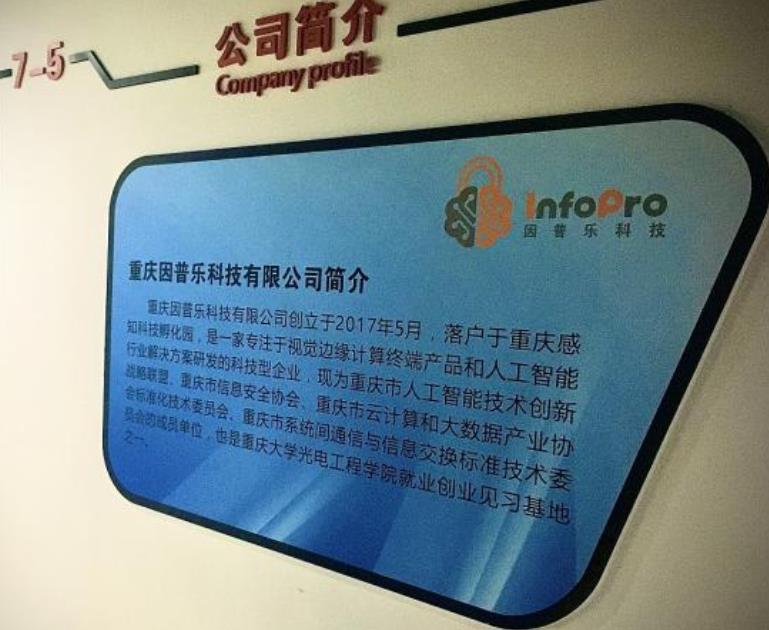 7-5
公司简介
Company profile
infoPro
因普乐科技
重庆因普乐科技有限公司简介
重庆因普乐科技有限公司创立于2017年5月，落户于重庆感
知科技孵化园，是一家专注于视觉边缘计算终端产品和人工智能
行业解决方案研发的科技型企业，现为重庆市人工智能技术创新
战略联盟、重庆市信息安全协会、重庆市云计算和大数据产业协
会标准化技术委员会、重庆市系统间通信与信息交换标准技术委
员会的成员单位，也是重庆大学光电工程学院就业创业见习基地
之一。